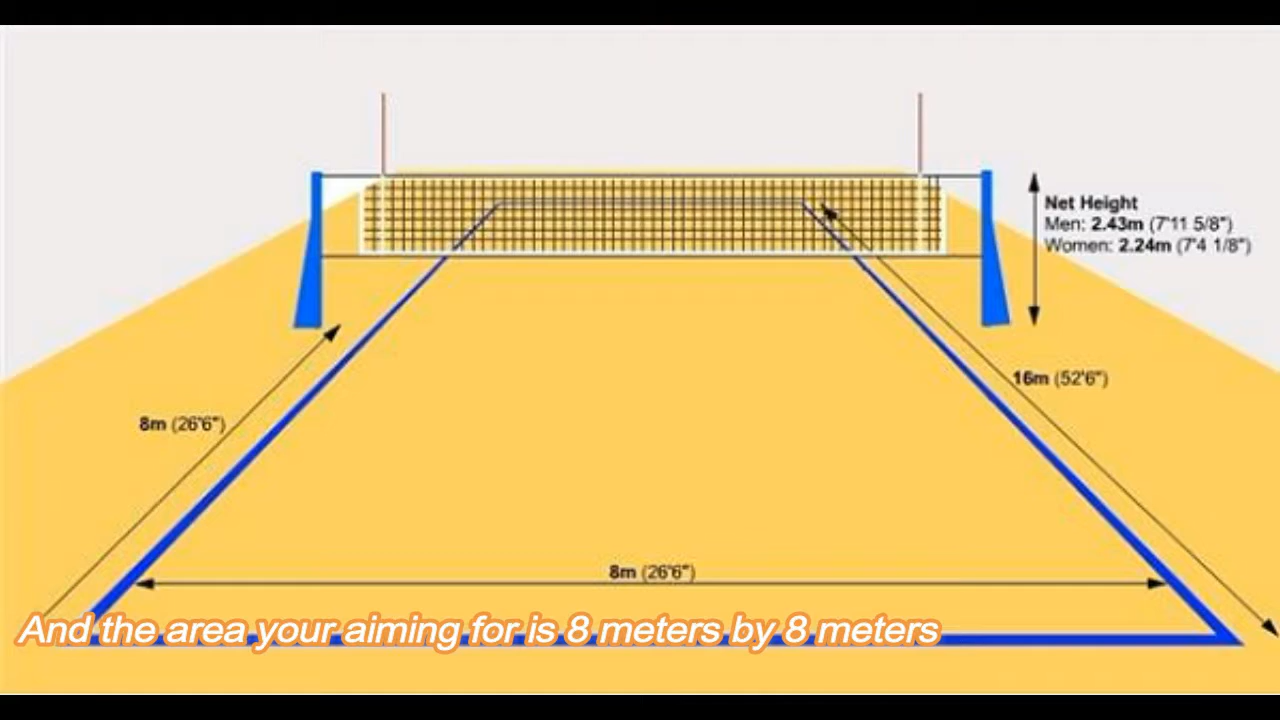 Net Height
Men: 2.43m (7'11 5/8")
Women: 2.24m (7'4 1/8")
16m (52'6")
8m (26'6")
8m (26'6")
And the area your aiming for is 8 meters by 8 meters